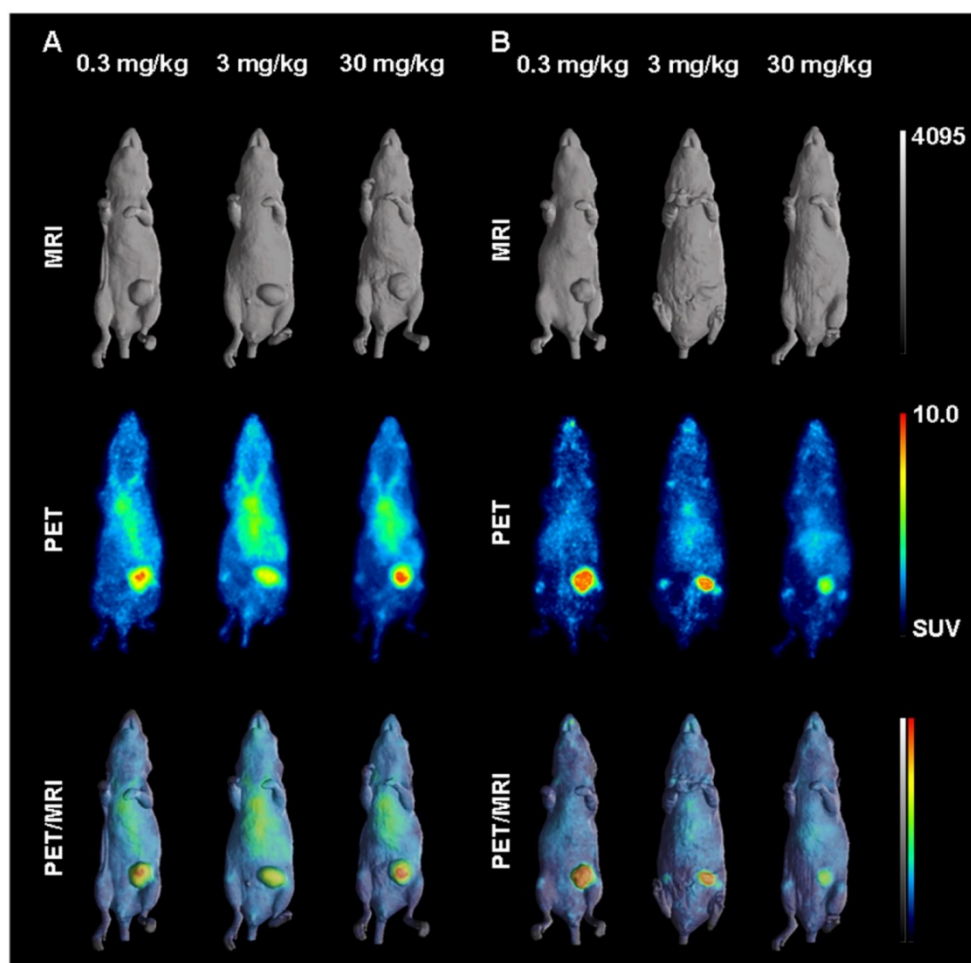 A
B
0.3 mg/kg 3 mg/kg 30 mg/kg
0.3 mg/kg 3 mg/kg 30 mg/kg
4095
MRI
MRI
10.0
PET
PET
SUV
PET/MRI
PET/MRI